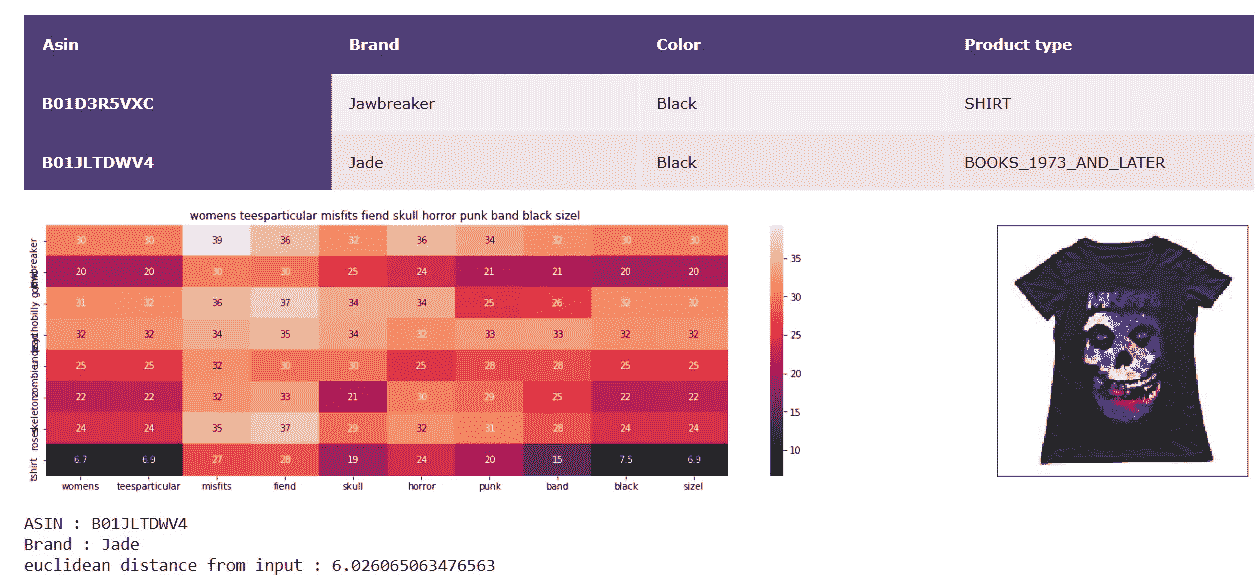 Asin Brand Color Product type
B01D3R5VXC Jawbreaker Black SHIRT
B01JLTDWV4 Jade Black BOOKS_1973_AND_LATER
womens teesparticular misfits fiend skull horror punk band black sizel
30 30 39 36 32 36 34 32 30 30
20 20 30 30 25 24 21 21 20 20
31 32 36 37 34 34 25 26 32 32
32 32 34 35 34 32 33 33 32 32
25 25 32 30 30 25 28 28 25 25
22 22 32 33 21 30 29 25 22 22
24 24 35 37 29 32 31 28 24 24
tshirt 6.7 6.9 27 28 19 24 20 15 7.5 6.9
womens teesparticular misfits fiend skull horror punk band black sizel
35
30
25
20
15
10
ASIN : B01JLTDWV4
Brand : Jade
euclidean distance from input : 6.026065063476563